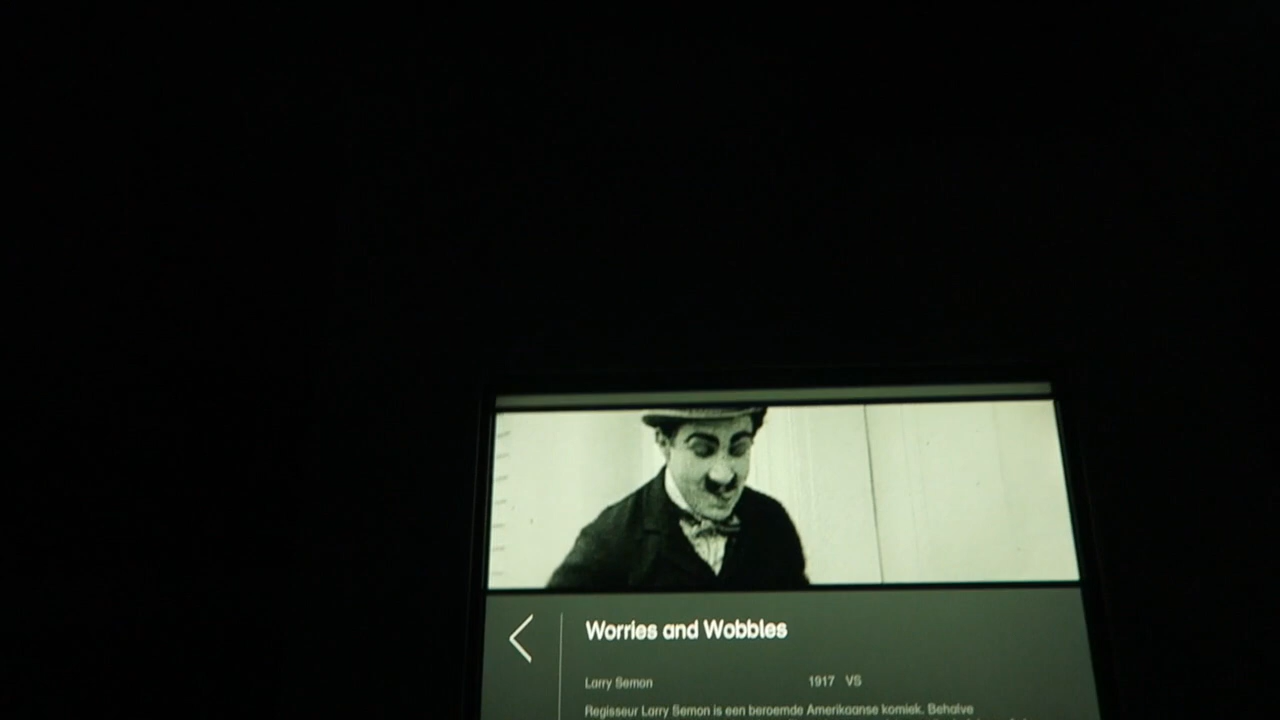 Worries and Wobbles
Larry Semon 1917 VS
Regisseur Larry Semon is een beroemde Amerikaanse komiek. Behalve